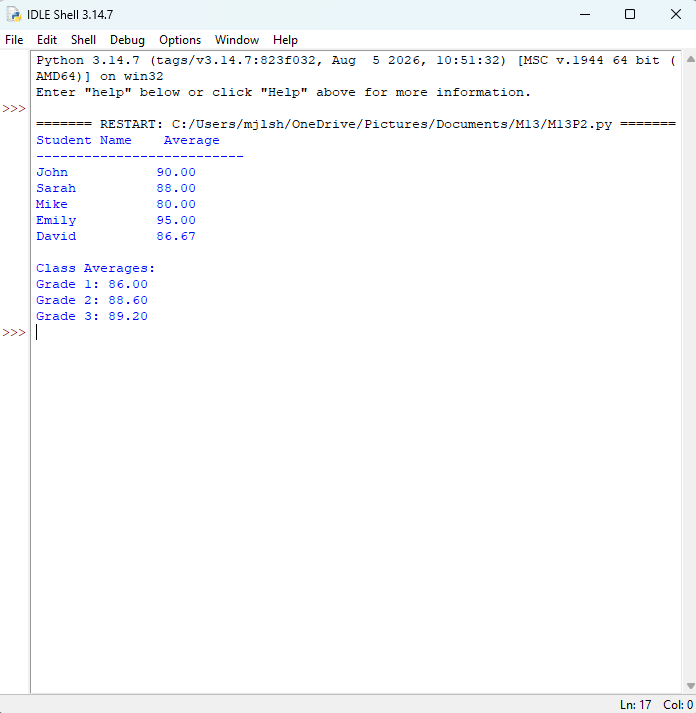 IDLE Shell 3.14.7
File Edit Shell Debug Options Window Help
Python 3.14.7 (tags/v3.14.7:823f032, Aug  5 2026, 10:51:32) [MSC v.1944 64 bit (
AMD64)] on win32
Enter "help" below or click "Help" above for more information.
>>>
======= RESTART: C:/Users/mjlsh/OneDrive/Pictures/Documents/M13/M13P2.py =======
Student Name    Average
--------------------------
John           90.00
Sarah          88.00
Mike           80.00
Emily          95.00
David          86.67
Class Averages:
Grade 1: 86.00
Grade 2: 88.60
Grade 3: 89.20
>>>
Ln: 17 Col: 0